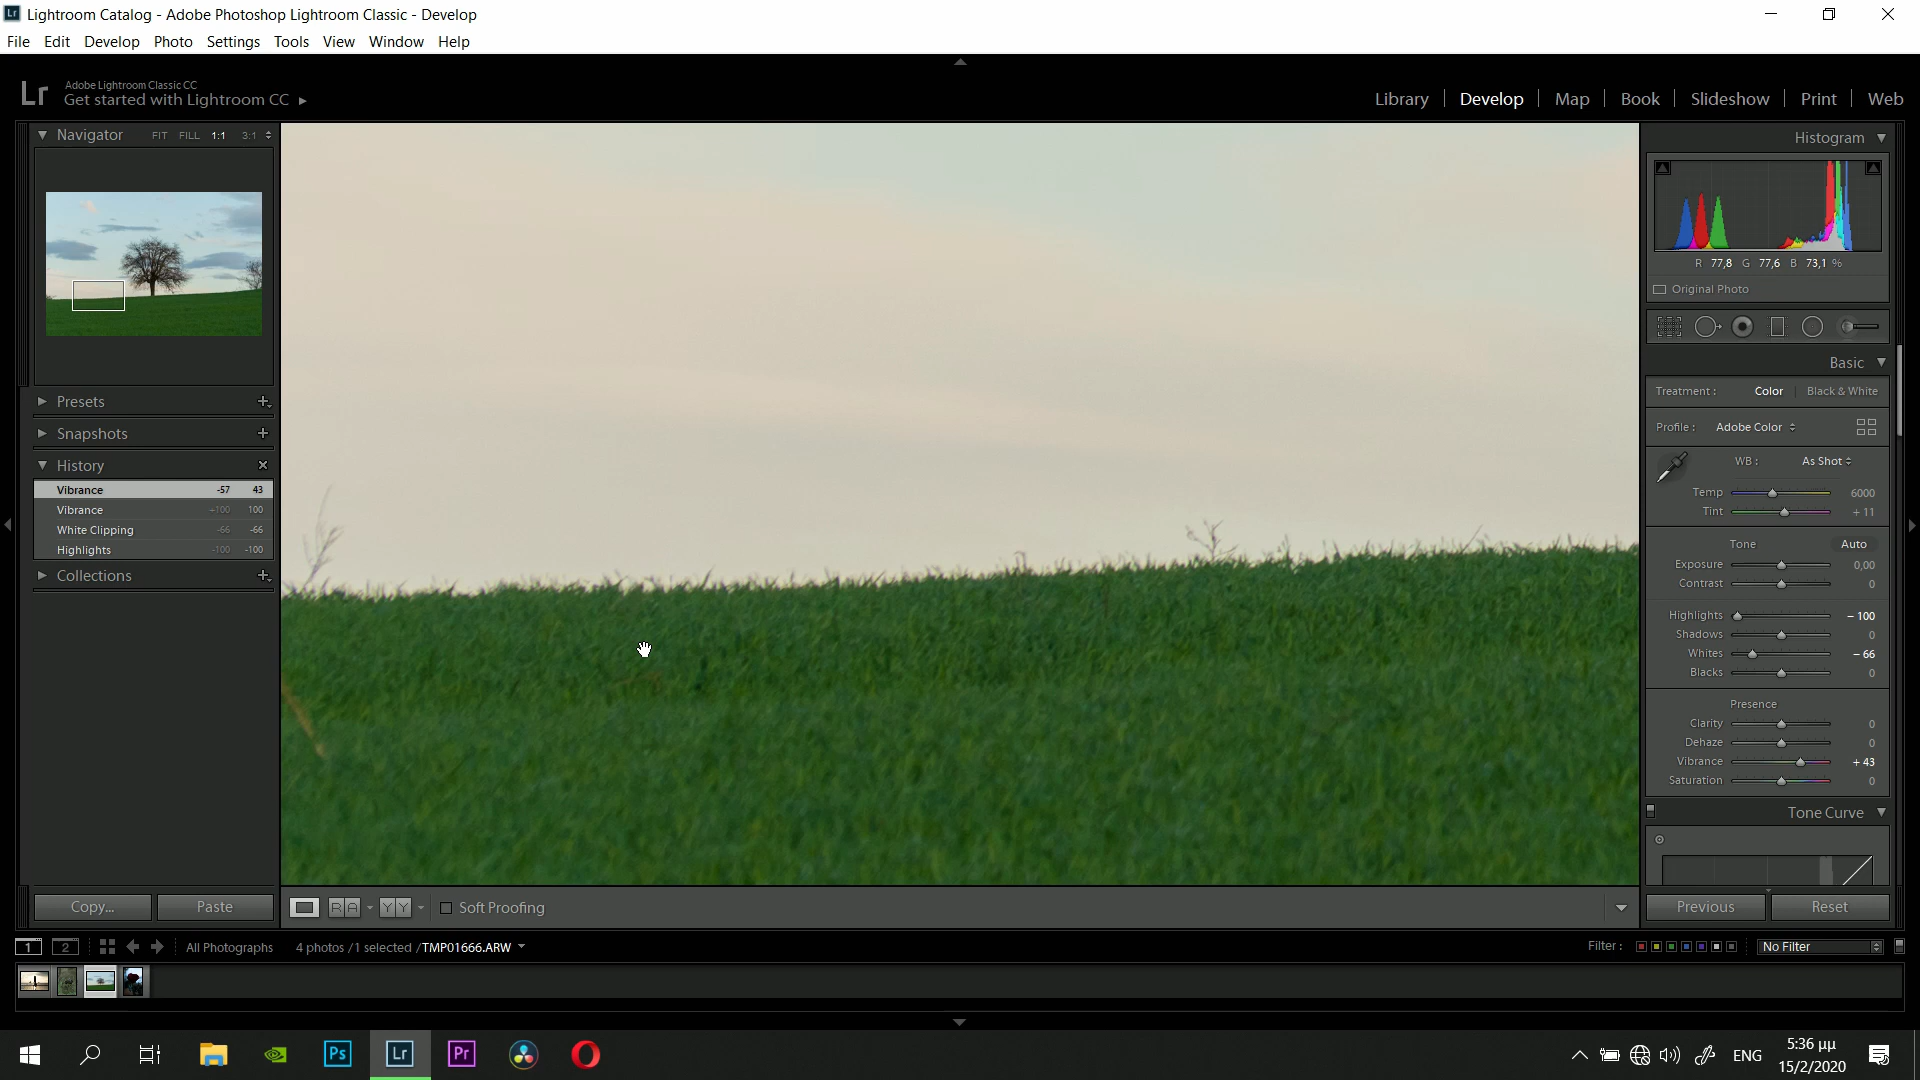 Lr Lightroom Catalog - Adobe Photoshop Lightroom Classic - Develop
File Edit Develop Photo Settings Tools View Window Help
Lr Adobe Lightroom Classic CC
Get started with Lightroom CC
Library Develop Map Book Slideshow Print Web
Navigator FIT FILL 1:1 3:1
Histogram
R 77,8 G 77,6 B 73,1 %
Original Photo
Basic
Treatment : Color Black & White
Profile : Adobe Color
WB : As Shot
Temp 6000
Tint + 11
Tone Auto
Exposure 0,00
Contrast 0
Highlights - 100
Shadows 0
Whites - 66
Blacks 0
Presence
Clarity 0
Dehaze 0
Vibrance + 43
Saturation 0
Tone Curve
Presets
Snapshots
History
Vibrance -57 43
Vibrance -100 100
White Clipping -66 -66
Highlights -100 -100
Collections
Copy... Paste
R A Y Y Soft Proofing
Previous Reset
1 2 All Photographs 4 photos /1 selected /TMP01666.ARW
Filter : No Filter
Ps Lr Pr
ENG 5:36 μμ
15/2/2020